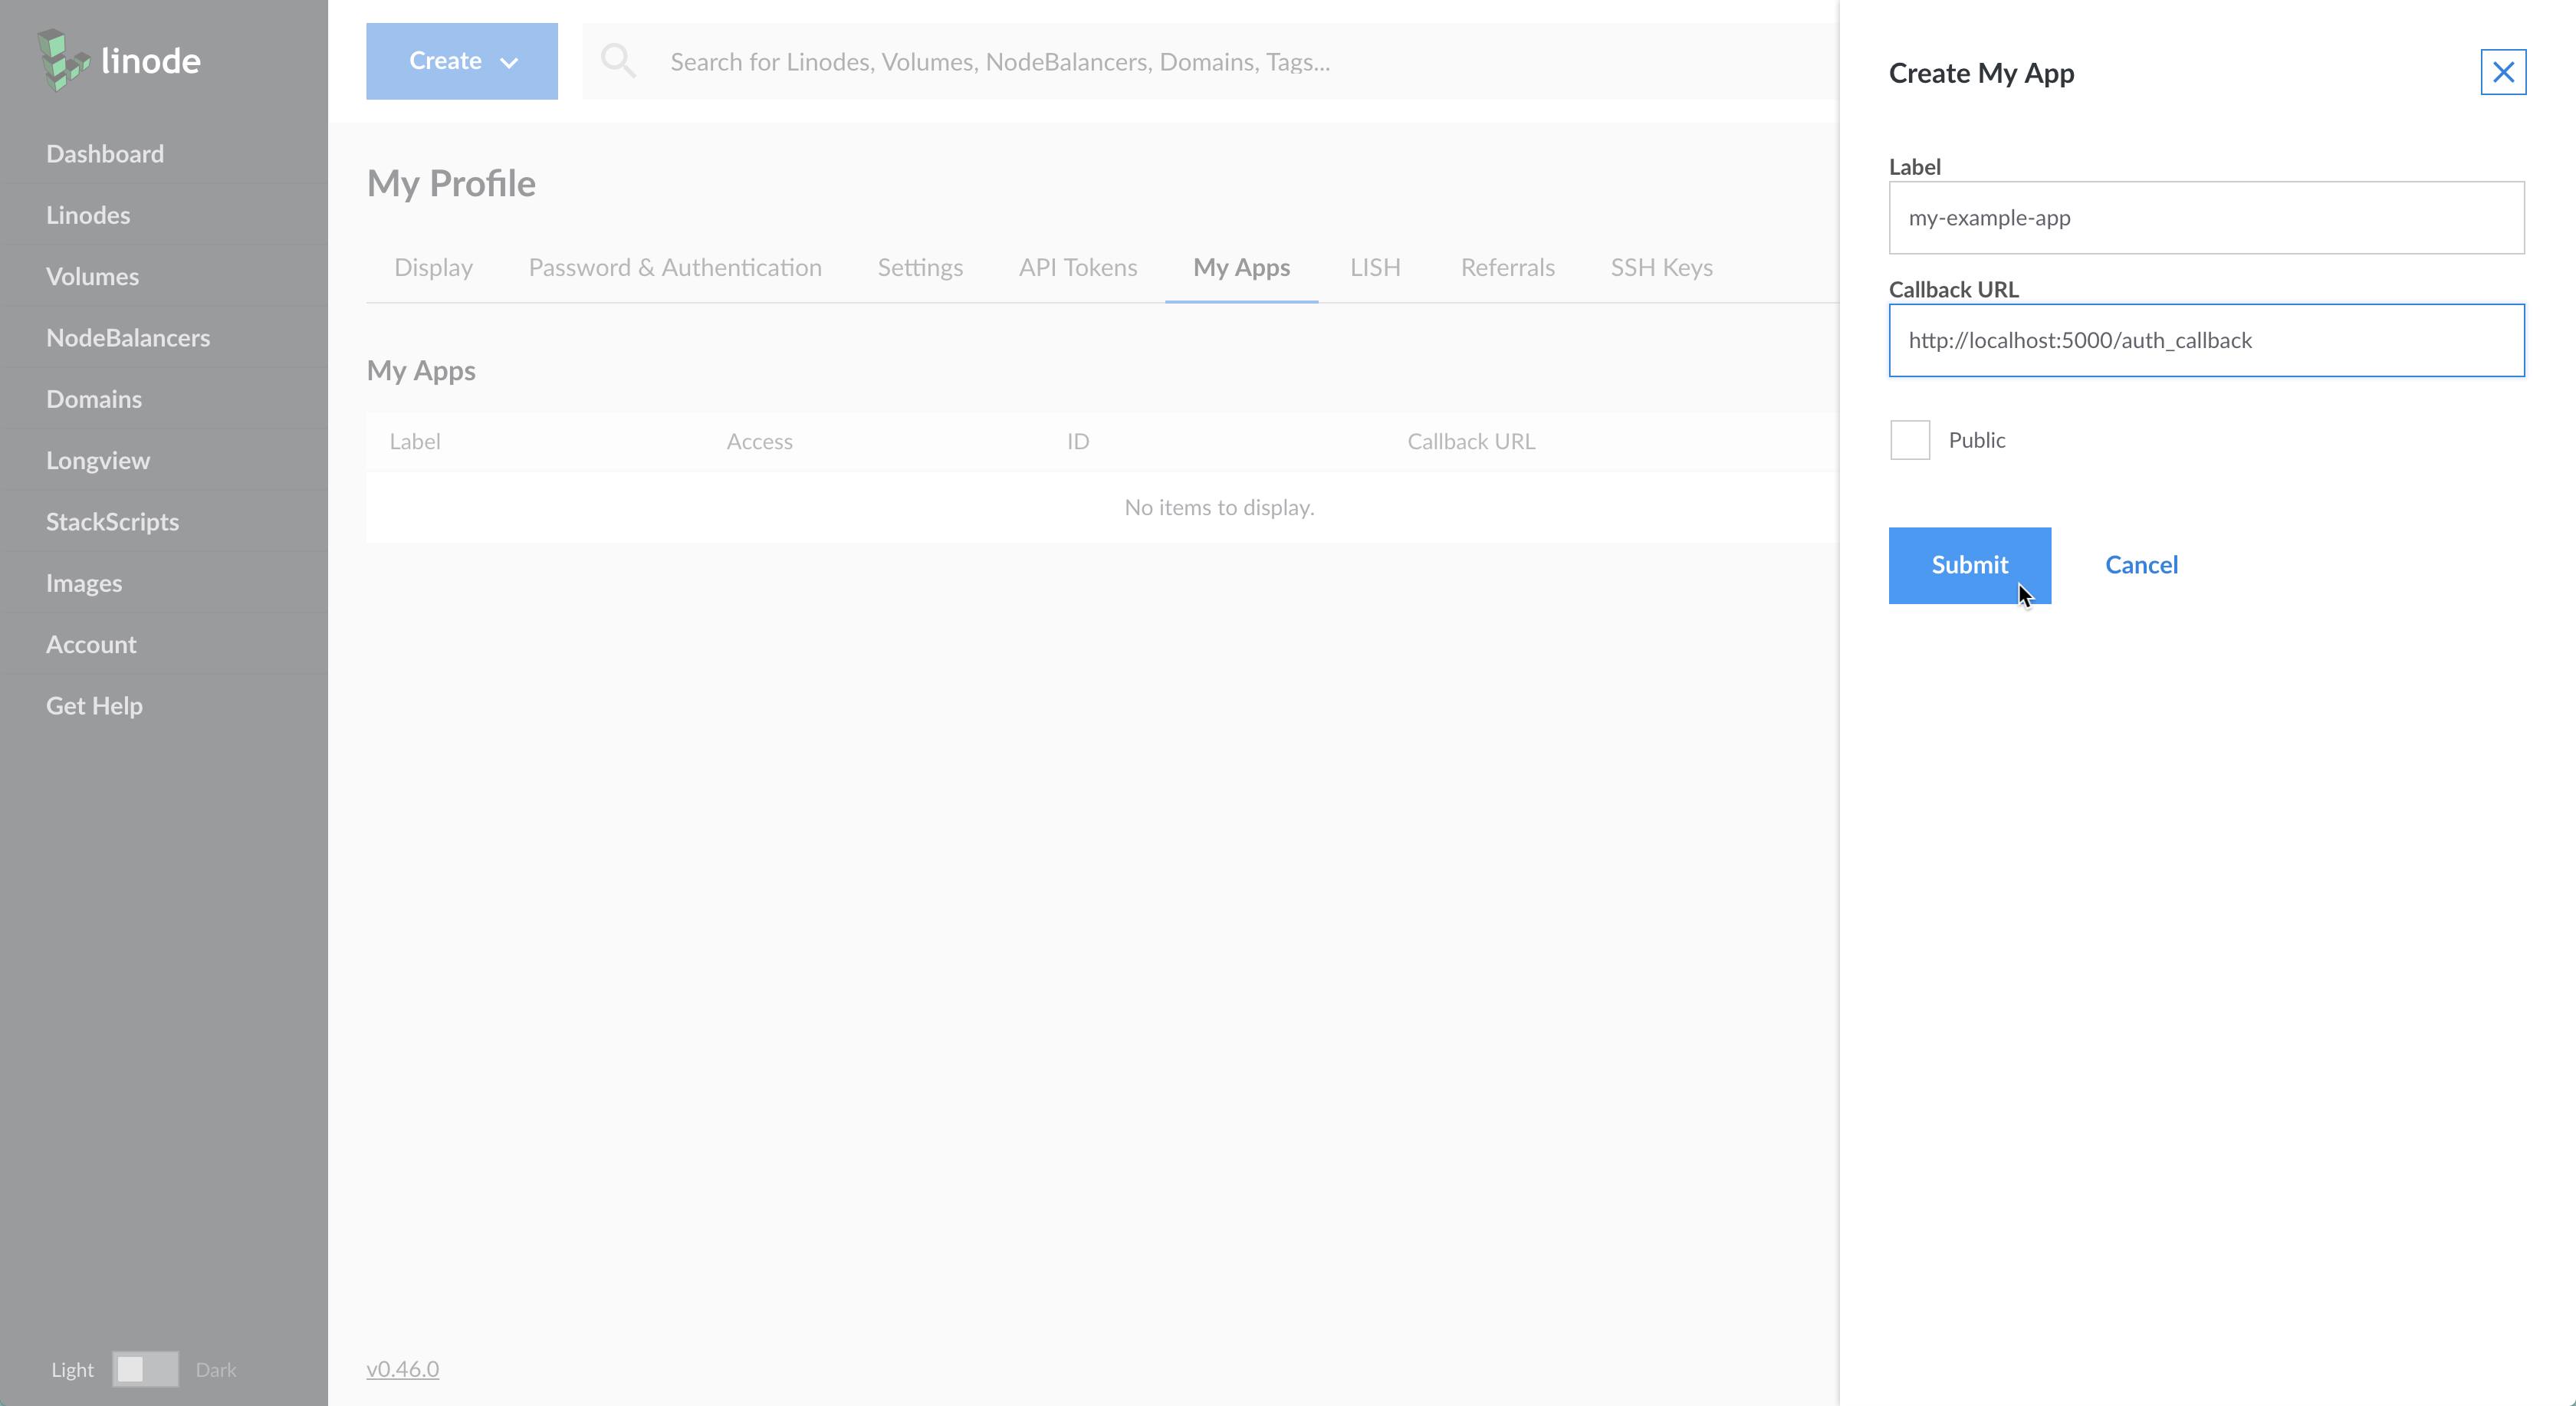 linode
Dashboard
Linodes
Volumes
NodeBalancers
Domains
Longview
StackScripts
Images
Account
Get Help
Light Dark
Create
Search for Linodes, Volumes, NodeBalancers, Domains, Tags...
My Profile
Display Password & Authentication Settings API Tokens My Apps LISH Referrals SSH Keys
My Apps
Label Access ID Callback URL
No items to display.
v0.46.0
Create My App
Label
my-example-app
Callback URL
http://localhost:5000/auth_callback
Public
Submit Cancel